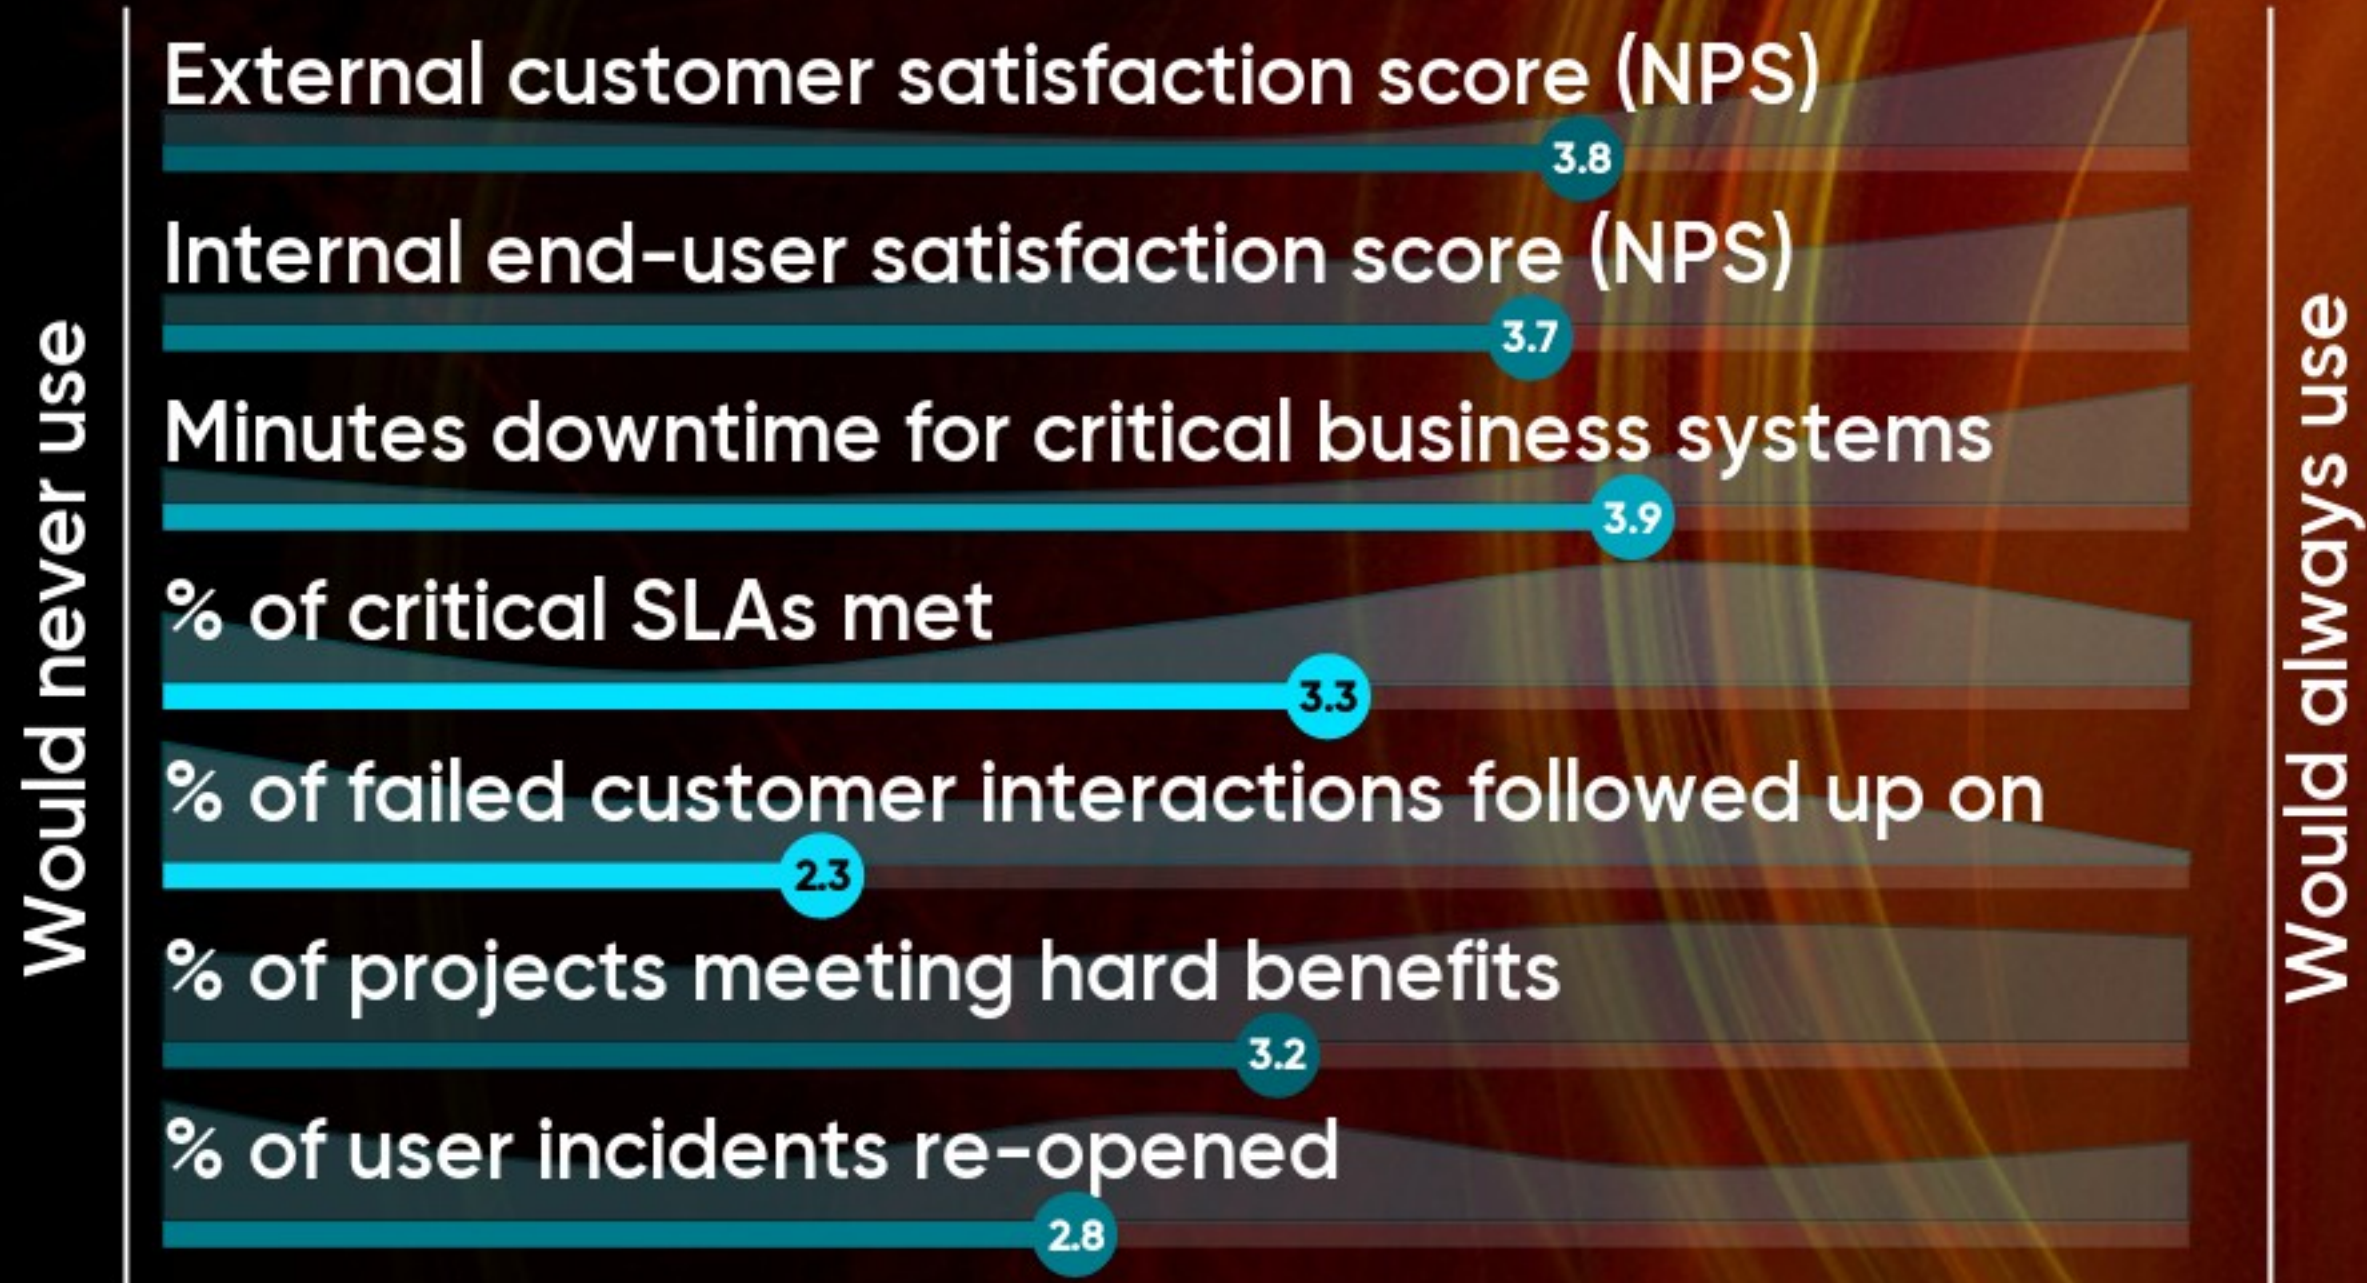 Would never use
External customer satisfaction score (NPS)
3.8
Internal end-user satisfaction score (NPS)
3.7
Minutes downtime for critical business systems
3.9
% of critical SLAs met
3.3
% of failed customer interactions followed up on
2.3
% of projects meeting hard benefits
3.2
% of user incidents re-opened
2.8
Would always use